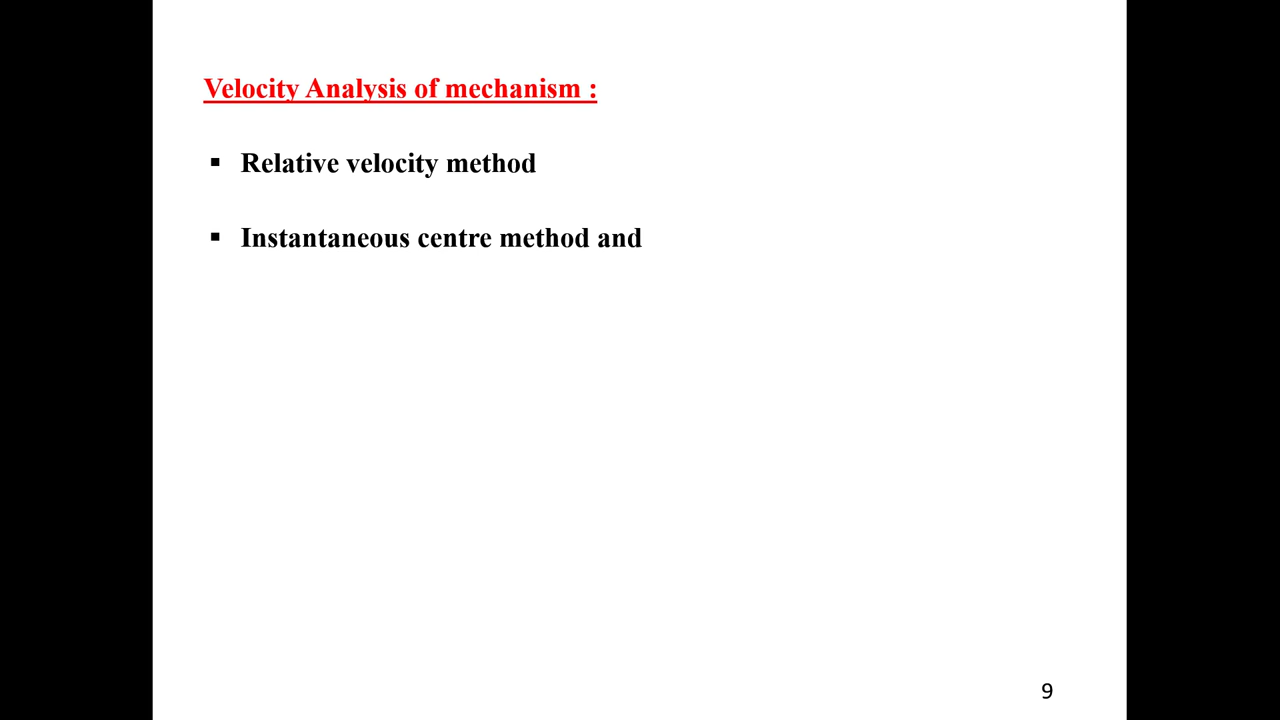 Velocity Analysis of mechanism :
▪ Relative velocity method
▪ Instantaneous centre method and
9